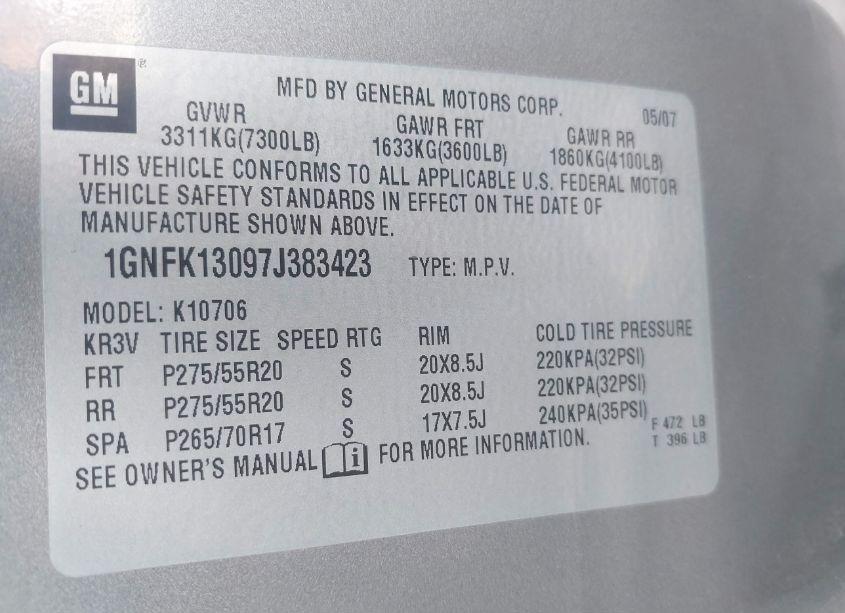 GM ®
MFD BY GENERAL MOTORS CORP.
05/07
GVWR GAWR FRT GAWR RR
3311KG(7300LB) 1633KG(3600LB) 1860KG(4100LB)
THIS VEHICLE CONFORMS TO ALL APPLICABLE U.S. FEDERAL MOTOR
VEHICLE SAFETY STANDARDS IN EFFECT ON THE DATE OF
MANUFACTURE SHOWN ABOVE.
1GNFK13097J383423 TYPE: M.P.V.
MODEL: K10706
KR3V TIRE SIZE SPEED RTG RIM COLD TIRE PRESSURE
FRT P275/55R20 S 20X8.5J 220KPA(32PSI)
RR P275/55R20 S 20X8.5J 220KPA(32PSI)
SPA P265/70R17 S 17X7.5J 240KPA(35PSI)
F 472 LB
T 396 LB
SEE OWNER'S MANUAL i FOR MORE INFORMATION.